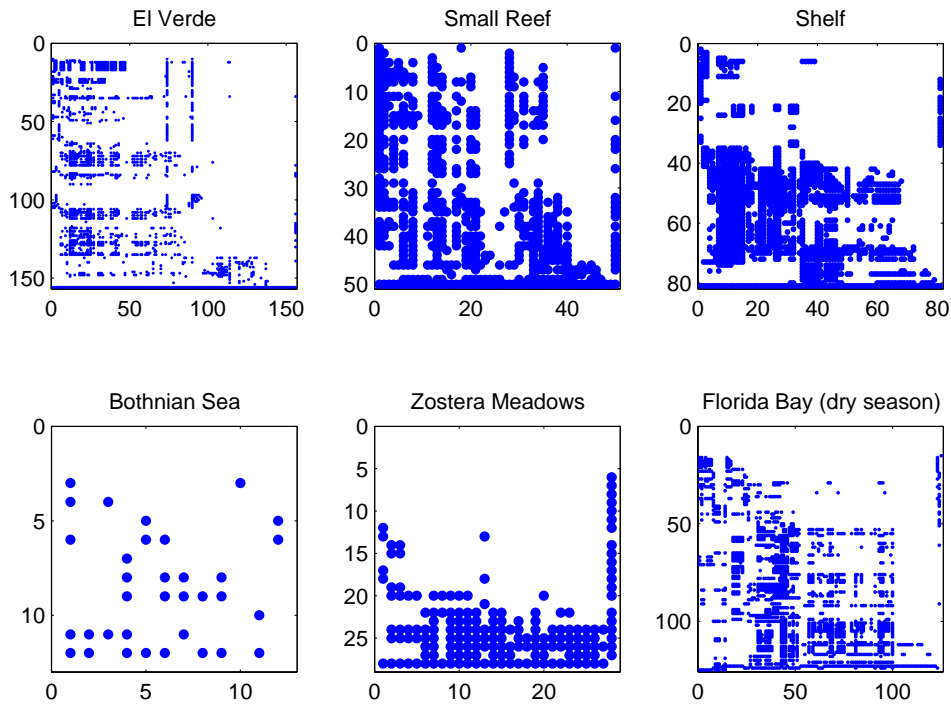 El Verde
0
50
100
150
0 50 100 150
Small Reef
0
10
20
30
40
50
0 20 40
Shelf
0
20
40
60
80
0 20 40 60 80
Bothnian Sea
0
5
10
0 5 10
Zostera Meadows
0
5
10
15
20
25
0 10 20
Florida Bay (dry season)
0
50
100
0 50 100